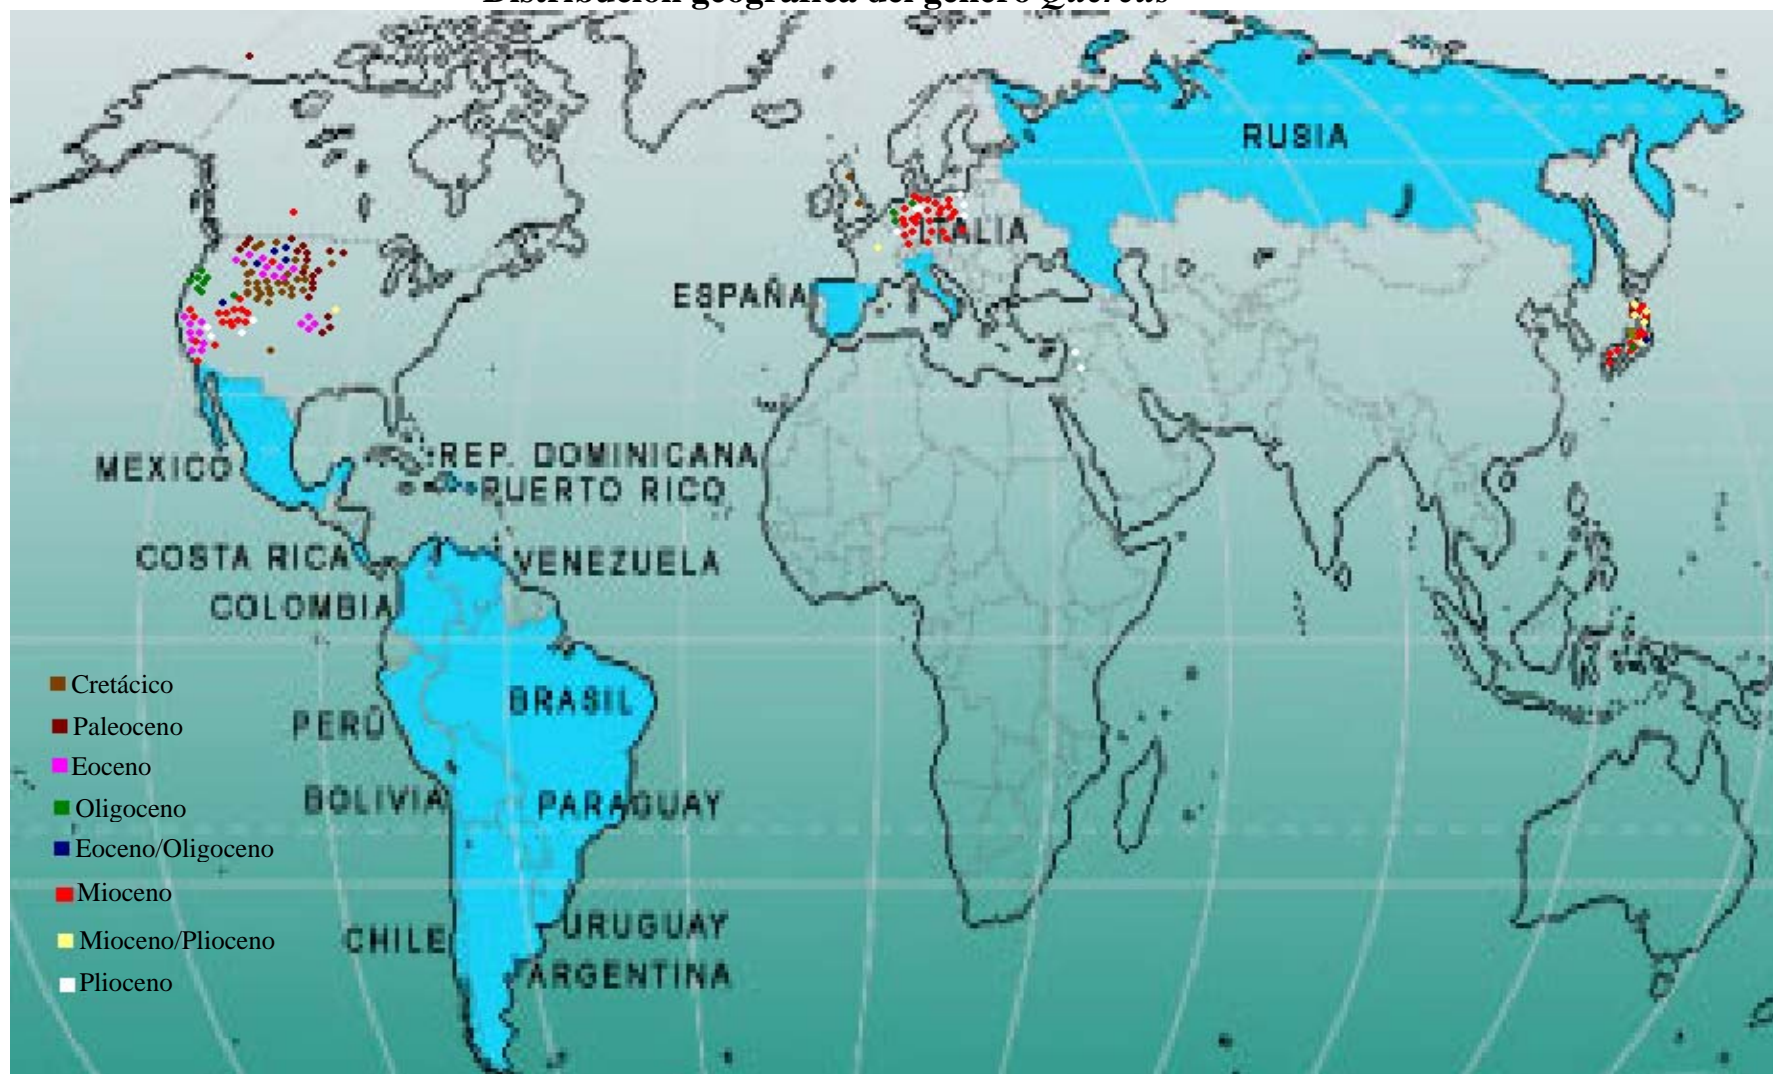 Distribución geográfica del género Quercus
RUSIA
ITALIA
ESPAÑA
MEXICO
REP. DOMINICANA
PUERTO RICO
COSTA RICA
VENEZUELA
COLOMBIA
BRASIL
PERÚ
BOLIVIA
PARAGUAY
CHILE
URUGUAY
ARGENTINA
Cretácico
Paleoceno
Eoceno
Oligoceno
Eoceno/Oligoceno
Mioceno
Mioceno/Plioceno
Plioceno